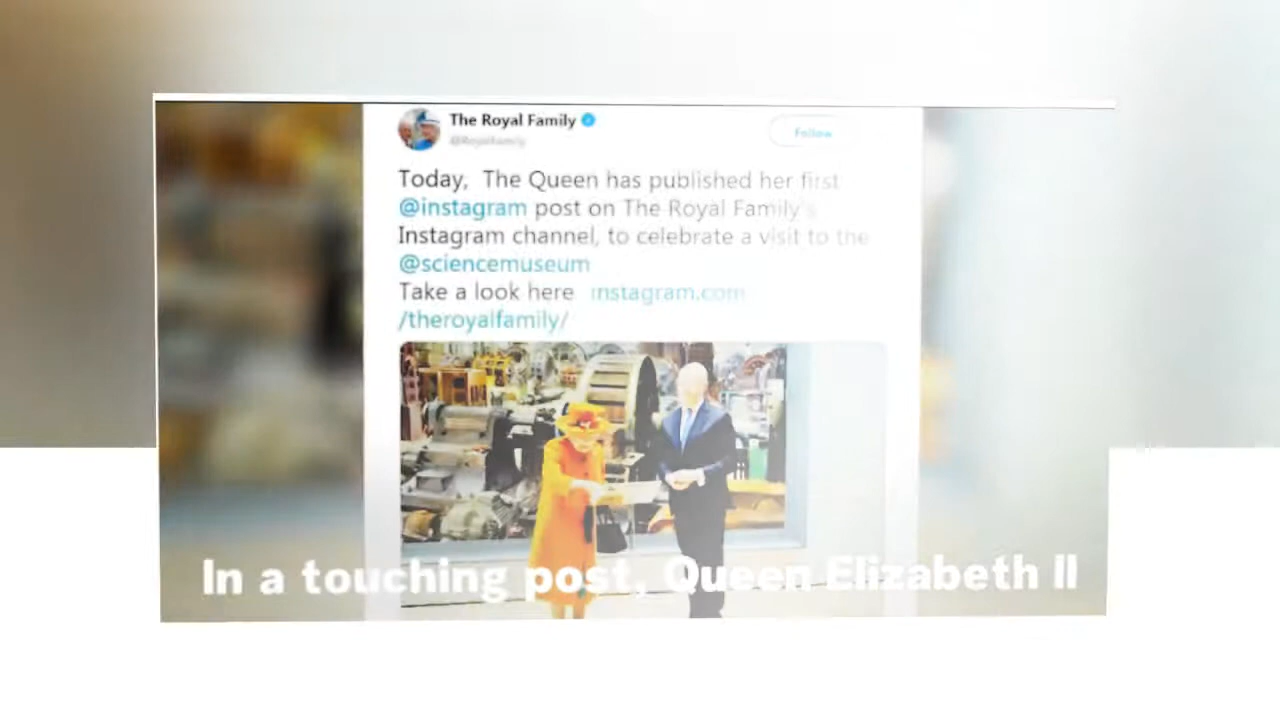 The Royal Family
@RoyalFamily
Follow
Today, The Queen has published her first
@instagram post on The Royal Family's
Instagram channel, to celebrate a visit to the
@sciencemuseum
Take a look here instagram.com
/theroyalfamily/
In a touching post, Queen Elizabeth II